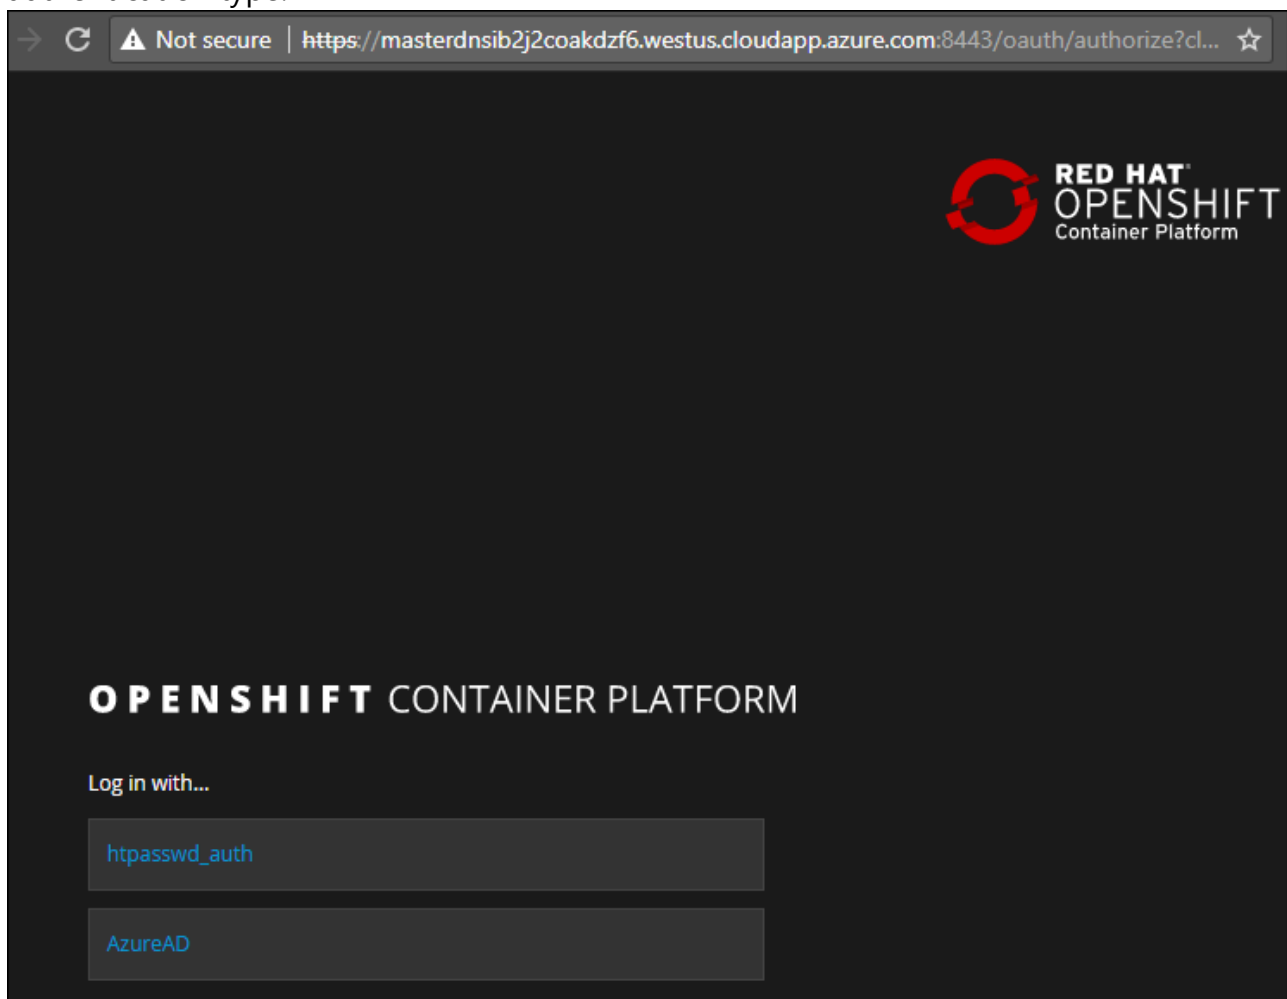 Not secure | https://masterdnsib2j2coakdzf6.westus.cloudapp.azure.com:8443/oauth/authorize?cl...
RED HAT
OPENSHIFT
Container Platform
OPENSHIFT CONTAINER PLATFORM
Log in with...
htpasswd_auth
AzureAD